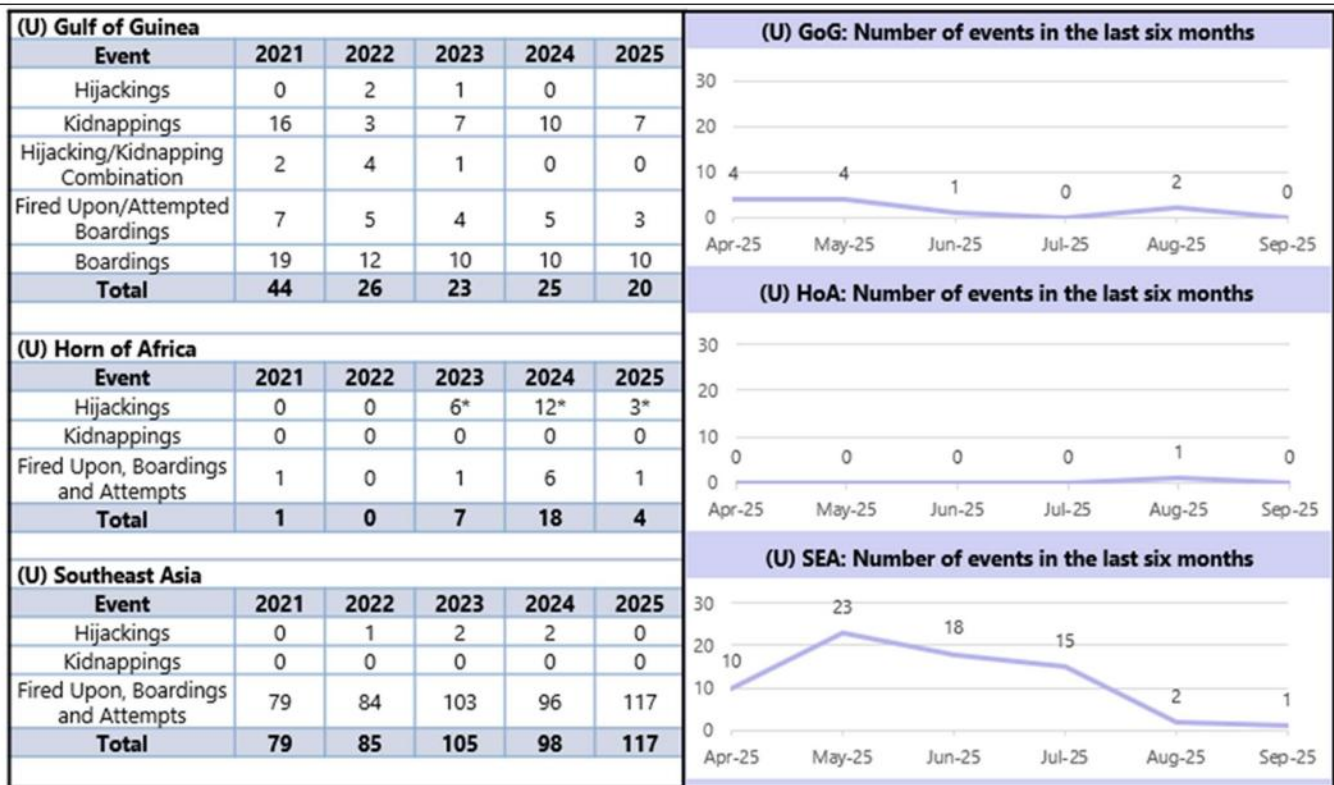 (U) Gulf of Guinea
Event 2021 2022 2023 2024 2025
Hijackings 0 2 1 0
Kidnappings 16 3 7 10 7
Hijacking/Kidnapping
Combination 2 4 1 0 0
Fired Upon/Attempted
Boardings 7 5 4 5 3
Boardings 19 12 10 10 10
Total 44 26 23 25 20
(U) Horn of Africa
Event 2021 2022 2023 2024 2025
Hijackings 0 0 6* 12* 3*
Kidnappings 0 0 0 0 0
Fired Upon, Boardings
and Attempts 1 0 1 6 1
Total 1 0 7 18 4
(U) Southeast Asia
Event 2021 2022 2023 2024 2025
Hijackings 0 1 2 2 0
Kidnappings 0 0 0 0 0
Fired Upon, Boardings
and Attempts 79 84 103 96 117
Total 79 85 105 98 117
(U) GoG: Number of events in the last six months
30
20
10
0
4 4 1 0 2 0
Apr-25 May-25 Jun-25 Jul-25 Aug-25 Sep-25
(U) HoA: Number of events in the last six months
30
20
10
0
0 0 0 0 1 0
Apr-25 May-25 Jun-25 Jul-25 Aug-25 Sep-25
(U) SEA: Number of events in the last six months
30
20
10
0
10 23 18 15 2 1
Apr-25 May-25 Jun-25 Jul-25 Aug-25 Sep-25